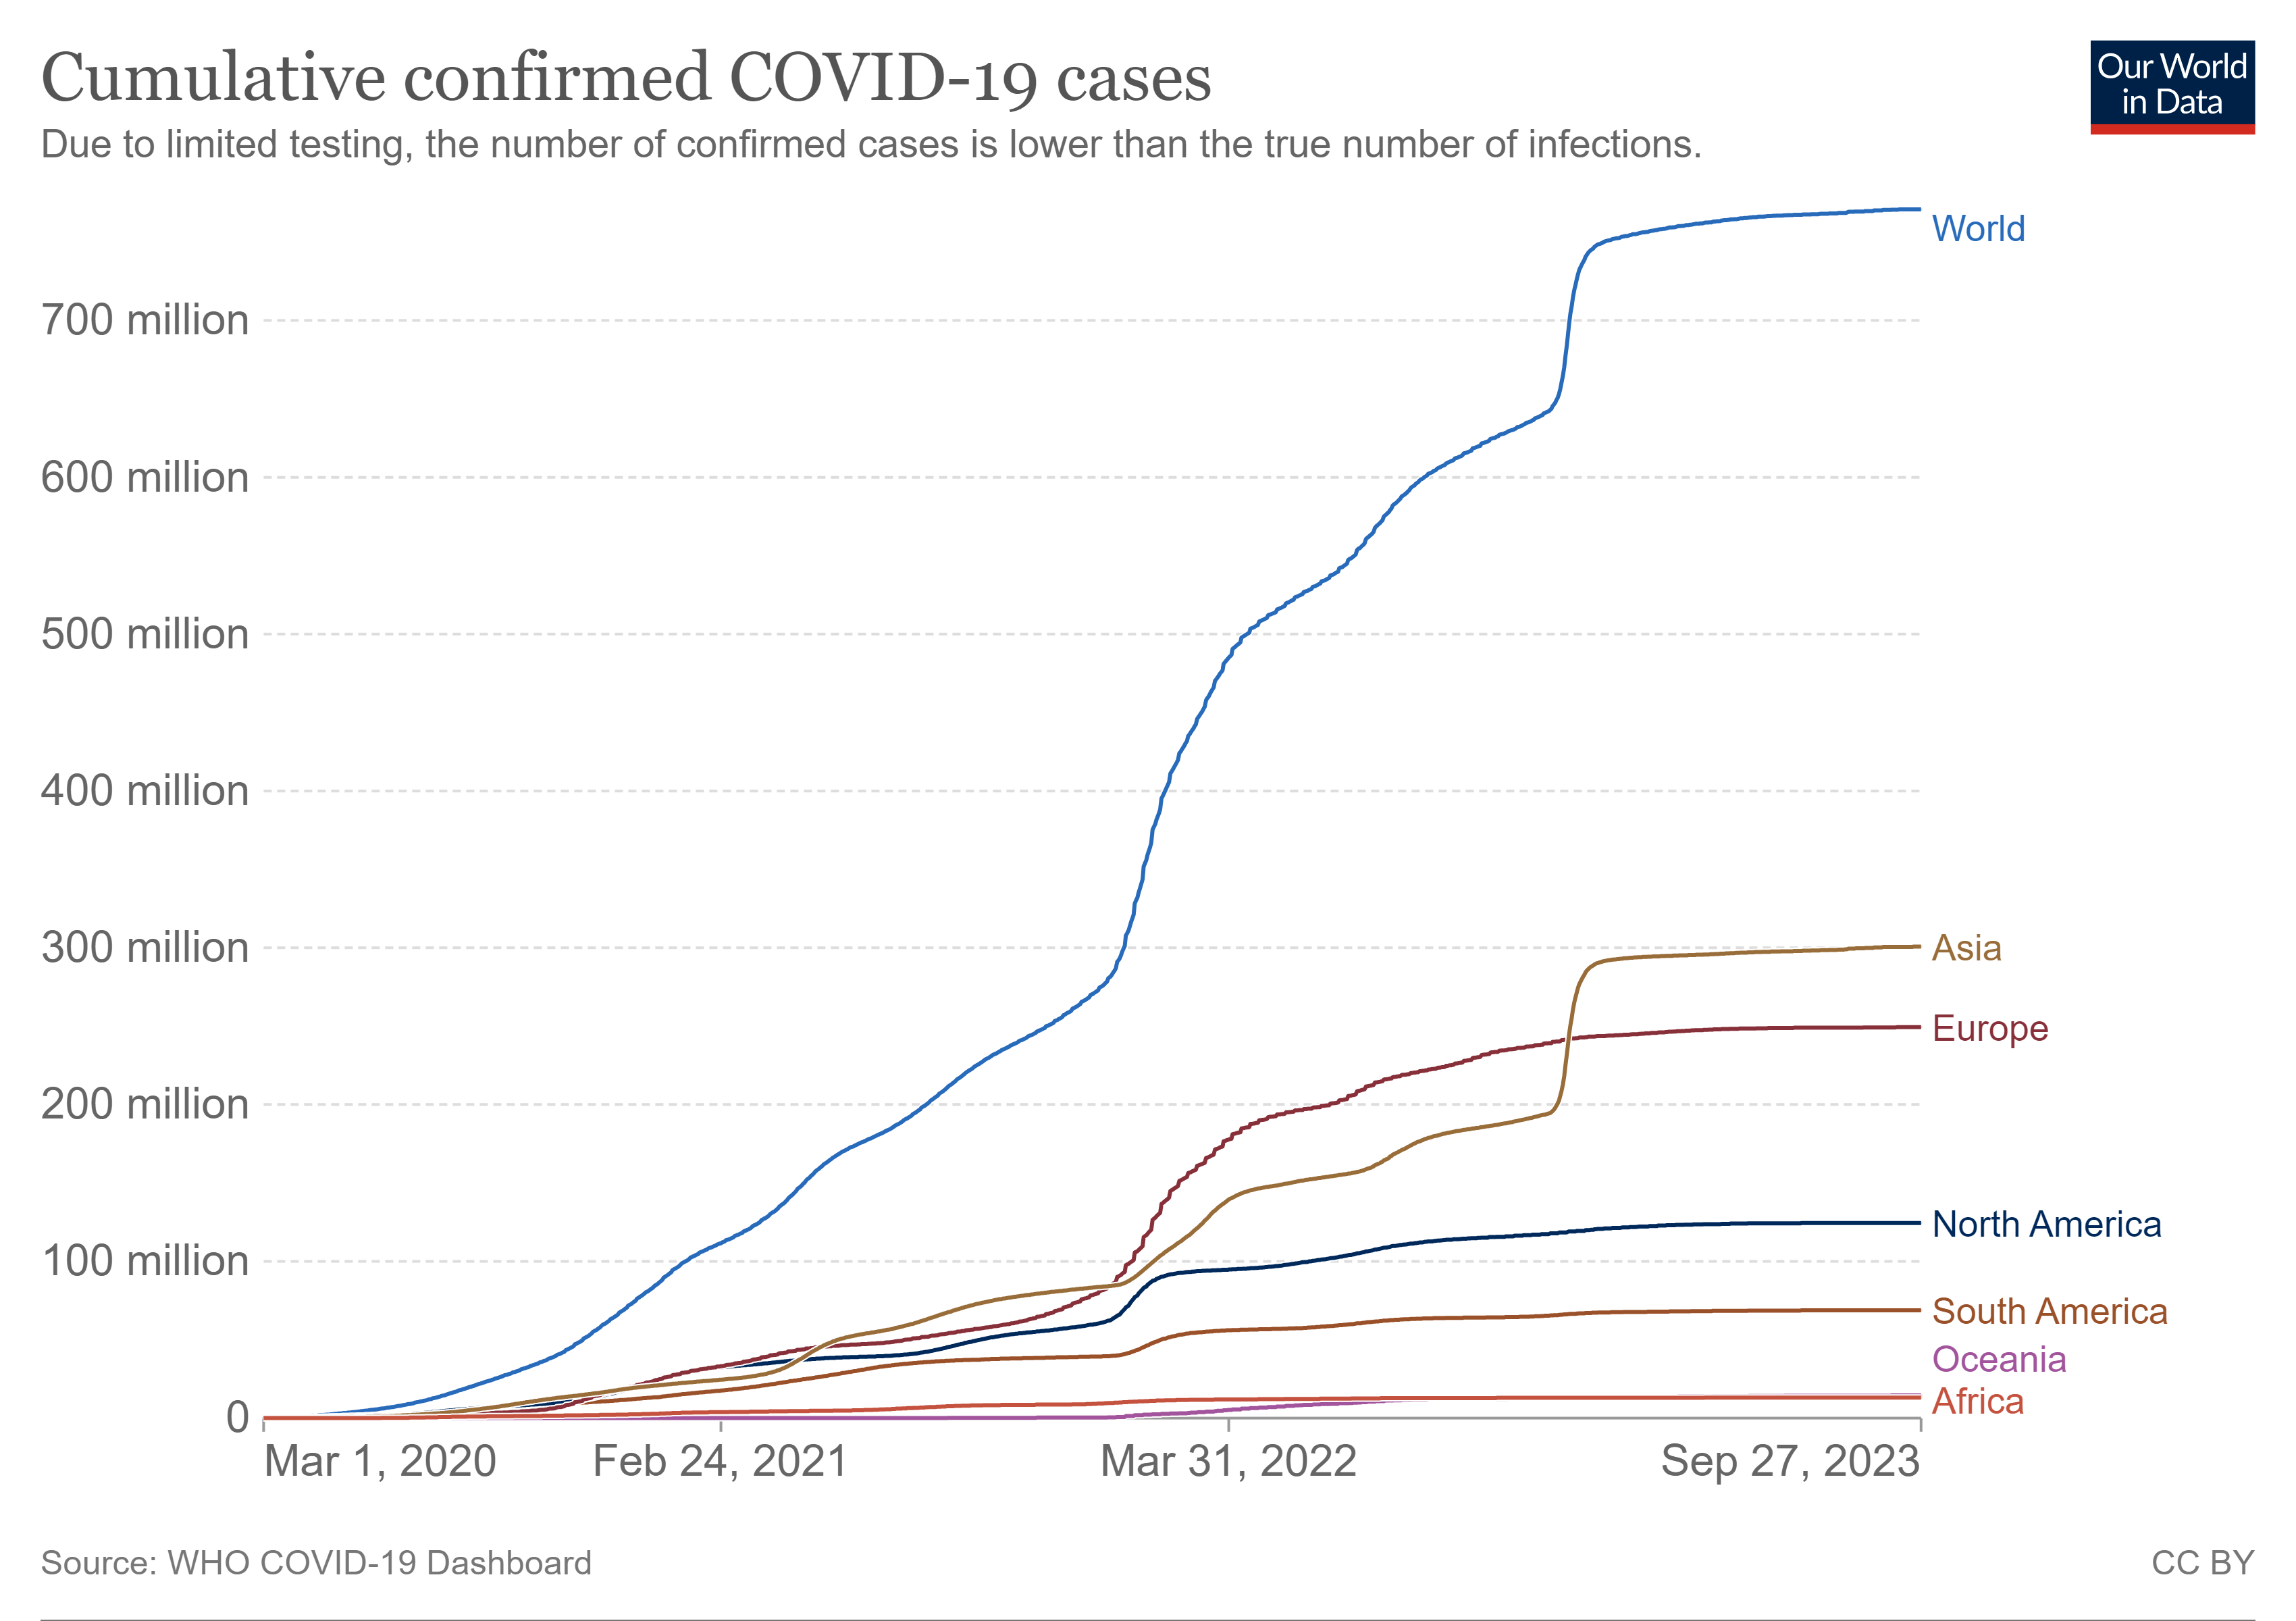 Cumulative confirmed COVID-19 cases
Our World
in Data
Due to limited testing, the number of confirmed cases is lower than the true number of infections.
World
700 million
600 million
500 million
400 million
300 million
Asia
Europe
200 million
North America
100 million
South America
Oceania
Africa
0
Mar 1, 2020
Feb 24, 2021
Mar 31, 2022
Sep 27, 2023
Source: WHO COVID-19 Dashboard
CC BY